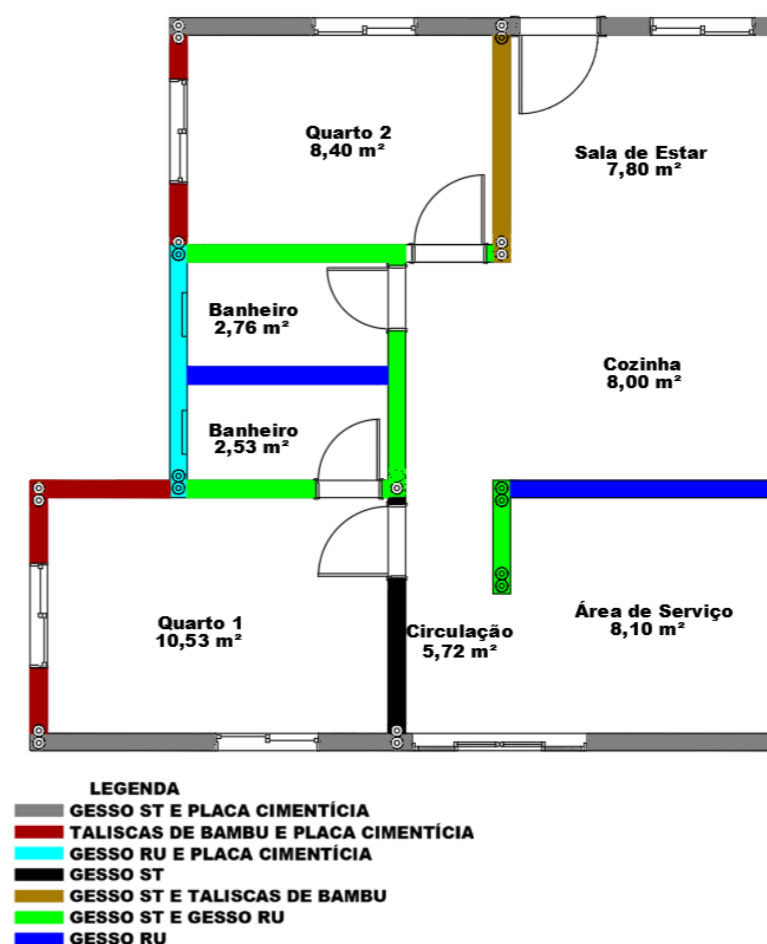 Quarto 2
8,40 m²
Sala de Estar
7,80 m²
Banheiro
2,76 m²
Cozinha
8,00 m²
Banheiro
2,53 m²
Quarto 1
10,53 m²
Circulação
5,72 m²
Área de Serviço
8,10 m²
LEGENDA
GESSO ST E PLACA CIMENTÍCIA
TALISCAS DE BAMBU E PLACA CIMENTÍCIA
GESSO RU E PLACA CIMENTÍCIA
GESSO ST
GESSO ST E TALISCAS DE BAMBU
GESSO ST E GESSO RU
GESSO RU